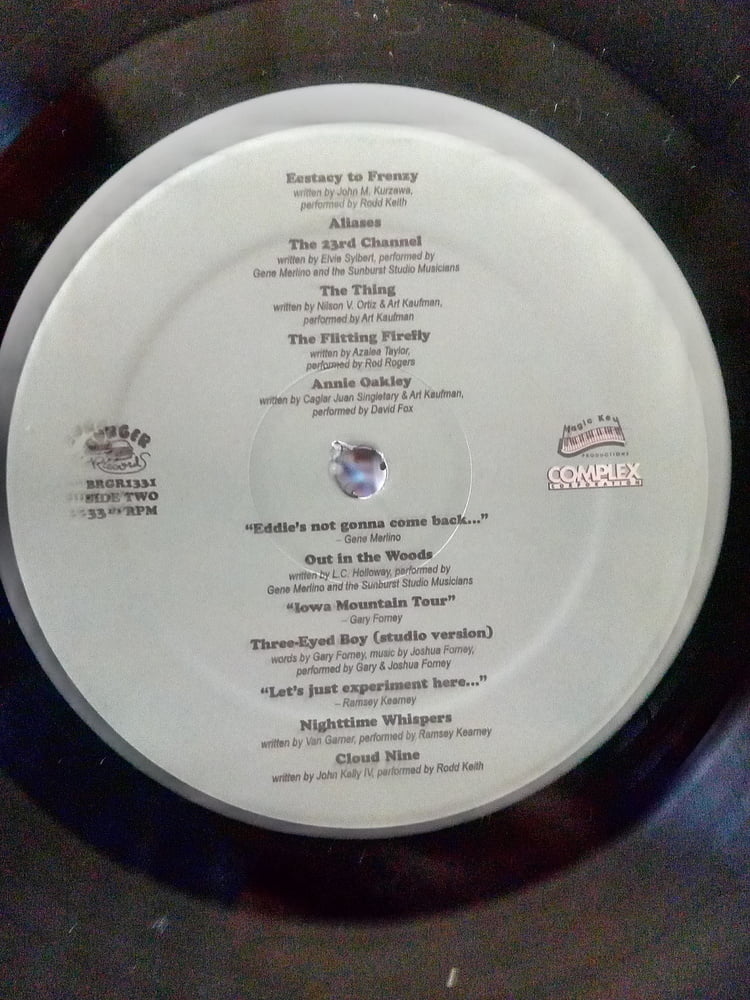 Ecstacy to Frenzy
written by John M. Kurzawa,
performed by Rodd Keith
Aliases
The 23rd Channel
written by Elvie Sylbert, performed by
Gene Merlino and the Sunburst Studio Musicians
The Thing
written by Nilson V. Ortiz & Art Kaufman,
performed by Art Kaufman
The Flitting Firefly
written by Azalea Taylor,
performed by Rod Rogers
Annie Oakley
written by Caglar Juan Singletary & Art Kaufman,
performed by David Fox
BURGER
Records
BRGR1331
SIDE TWO
33 1/3 RPM
Magic Key
PRODUCTIONS
COMPLEX
CORPORATION
“Eddie's not gonna come back...”
– Gene Merlino
Out in the Woods
written by L.C. Holloway, performed by
Gene Merlino and the Sunburst Studio Musicians
“Iowa Mountain Tour”
– Gary Forney
Three-Eyed Boy (studio version)
words by Gary Forney, music by Joshua Forney,
performed by Gary & Joshua Forney
“Let's just experiment here...”
– Ramsey Kearney
Nighttime Whispers
written by Van Garner, performed by Ramsey Kearney
Cloud Nine
written by John Kelly IV, performed by Rodd Keith